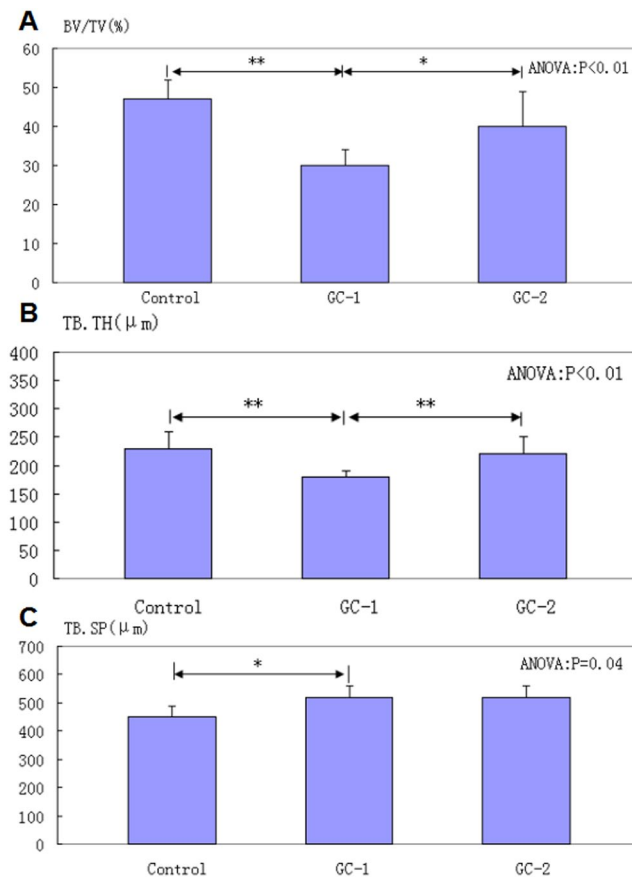 A BV/TV(%)
60
** * ANOVA:P<0.01
50
40
30
20
10
0
Control GC-1 GC-2
B TB.TH(μm)
400
350 ANOVA:P<0.01
300
** **
250
200
150
100
50
0
Control GC-1 GC-2
C TB.SP(μm)
700
* ANOVA:P=0.04
600
500
400
300
200
100
0
Control GC-1 GC-2